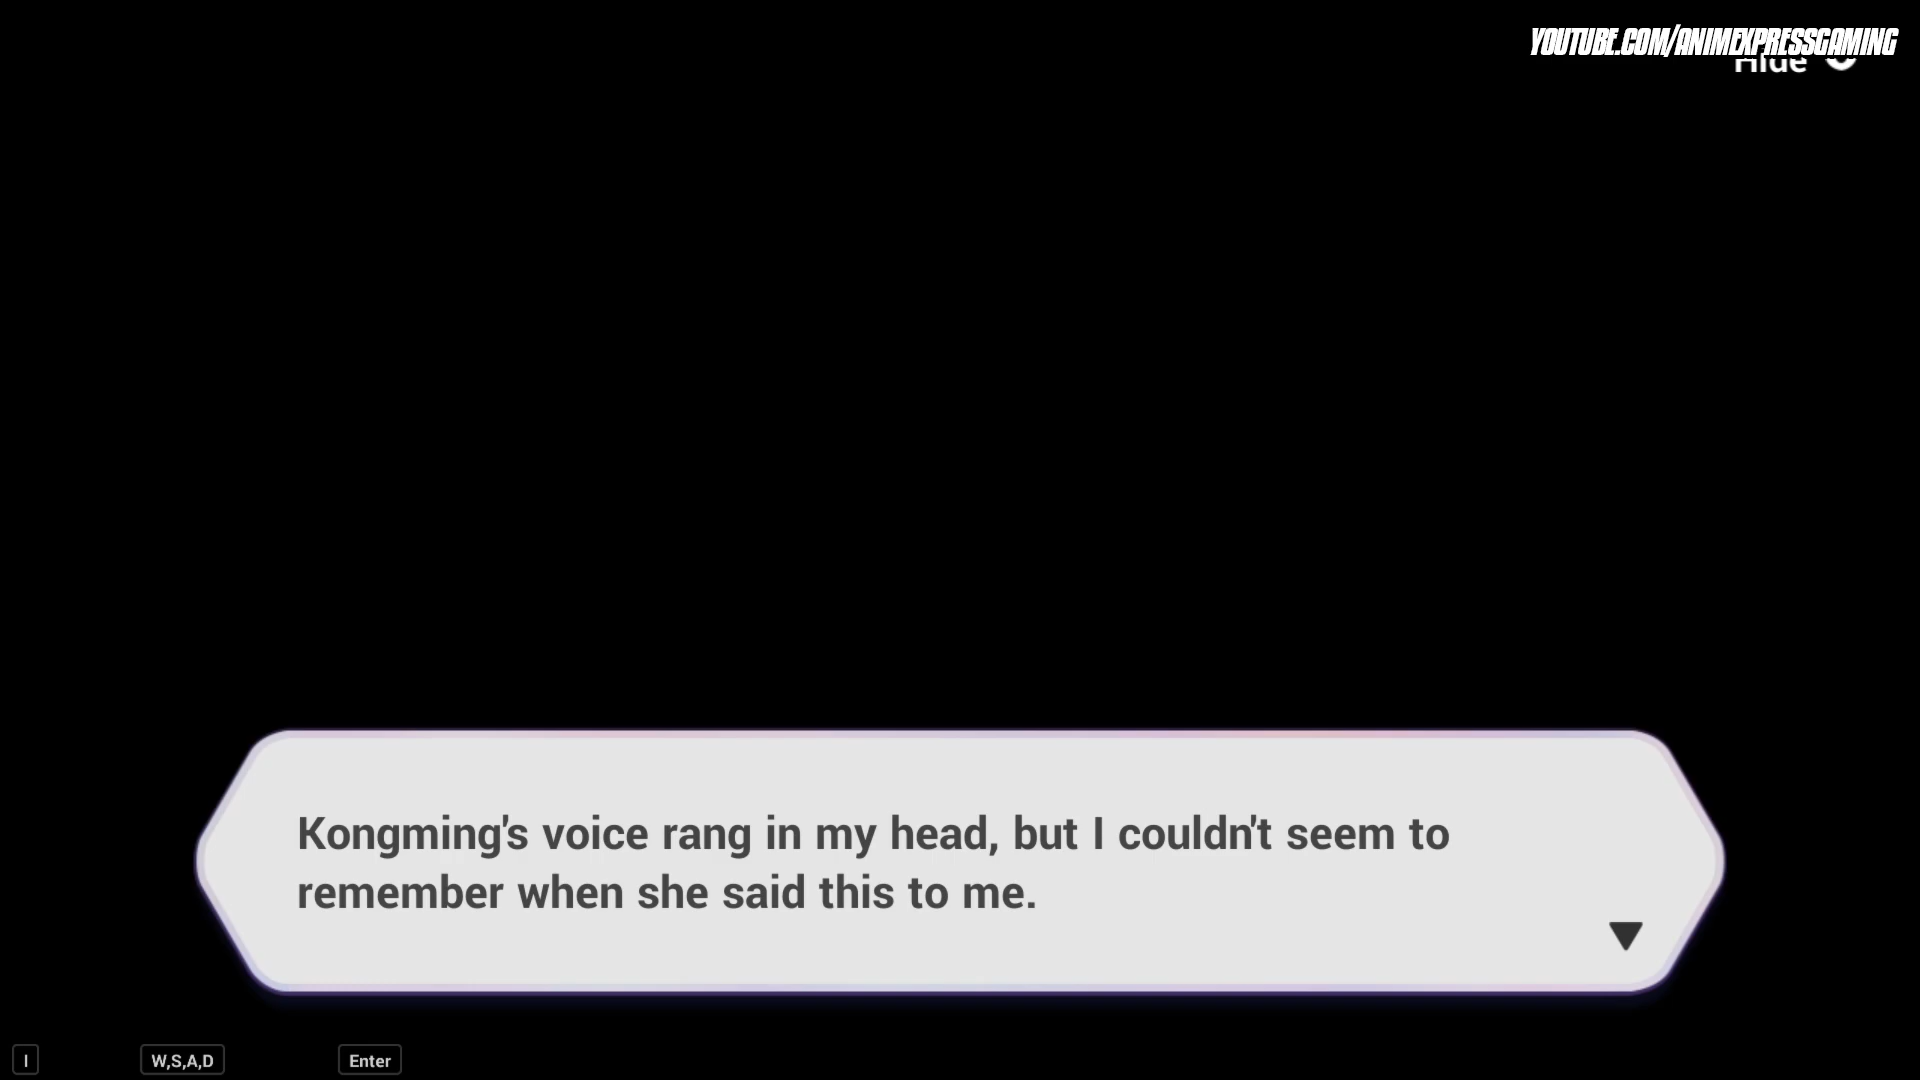 YOUTUBE.COM/ANIMEXPRESSGAMING
Hide
Kongming's voice rang in my head, but I couldn't seem to
remember when she said this to me.
I
W,S,A,D
Enter